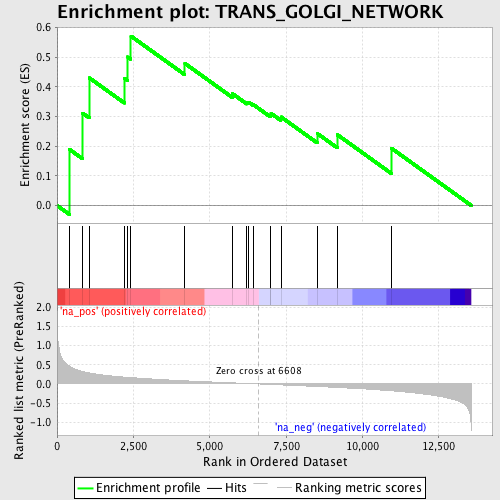 Enrichment plot: TRANS_GOLGI_NETWORK
Enrichment score (ES)
0.6
0.5
0.4
0.3
0.2
0.1
0.0
Ranked list metric (PreRanked)
2.0
1.5
1.0
0.5
0.0
-0.5
-1.0
'na_pos' (positively correlated)
Zero cross at 6608
'na_neg' (negatively correlated)
0
2,500
5,000
7,500
10,000
12,500
Rank in Ordered Dataset
Enrichment profile
Hits
Ranking metric scores